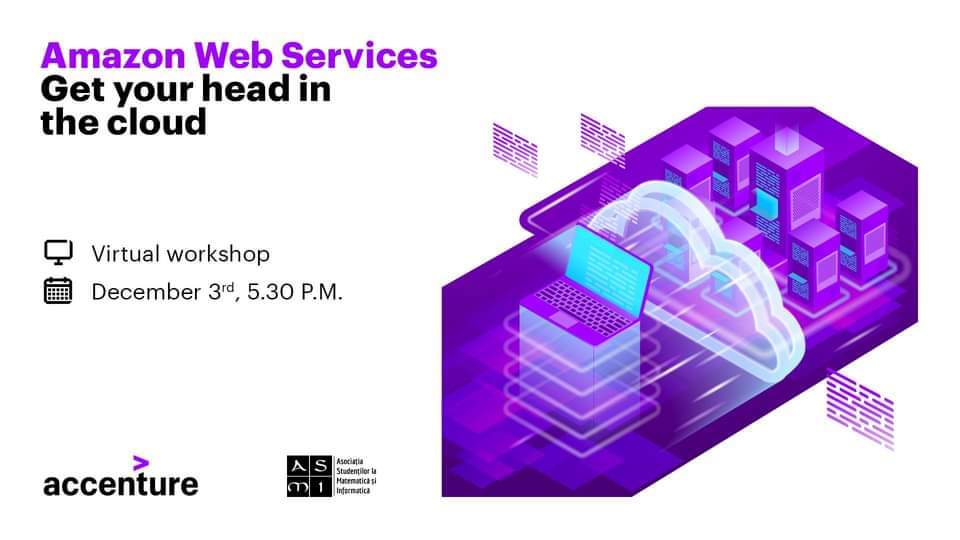 Amazon Web Services
Get your head in
the cloud
Virtual workshop
December 3rd, 5.30 P.M.
accenture
AS
mi
Asociația
Studenților la
Matematică și
Informatică